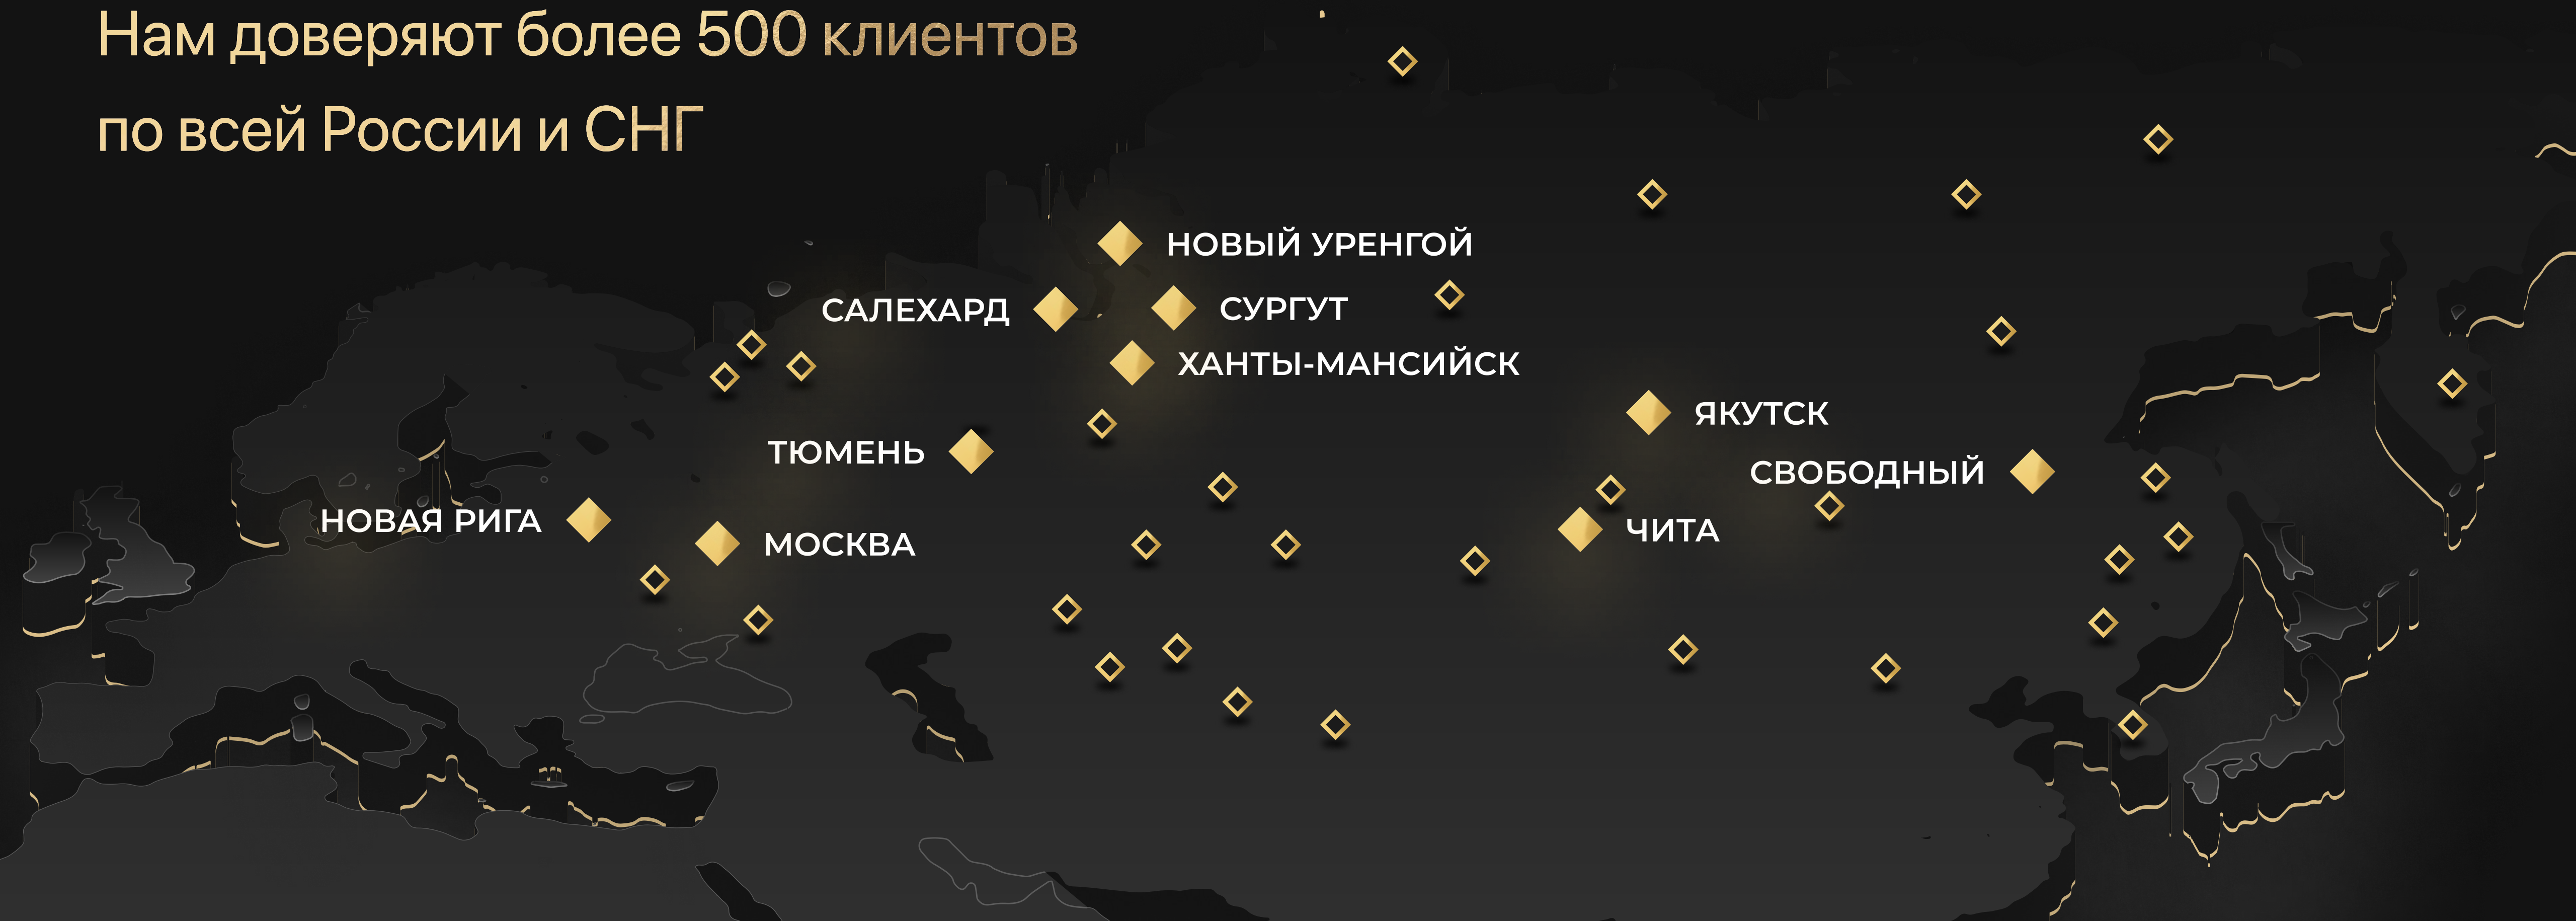 Нам доверяют более 500 клиентов
по всей России и СНГ
НОВЫЙ УРЕНГОЙ
САЛЕХАРД
СУРГУТ
ХАНТЫ-МАНСИЙСК
ЯКУТСК
ТЮМЕНЬ
СВОБОДНЫЙ
НОВАЯ РИГА
МОСКВА
ЧИТА